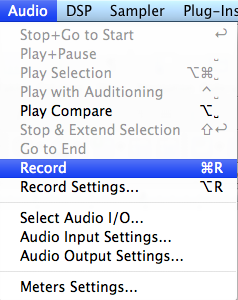 Audio DSP Sampler Plug-Ins
Stop+Go to Start ↩
Play+Pause ⎵
Play Selection ⌥⌘⎵
Play with Auditioning ^⎵
Play Compare ⌥⎵
Stop & Extend Selection ⇧↩
Go to End
Record ⌘R
Record Settings... ⌥R
Select Audio I/O...
Audio Input Settings...
Audio Output Settings...
Meters Settings...